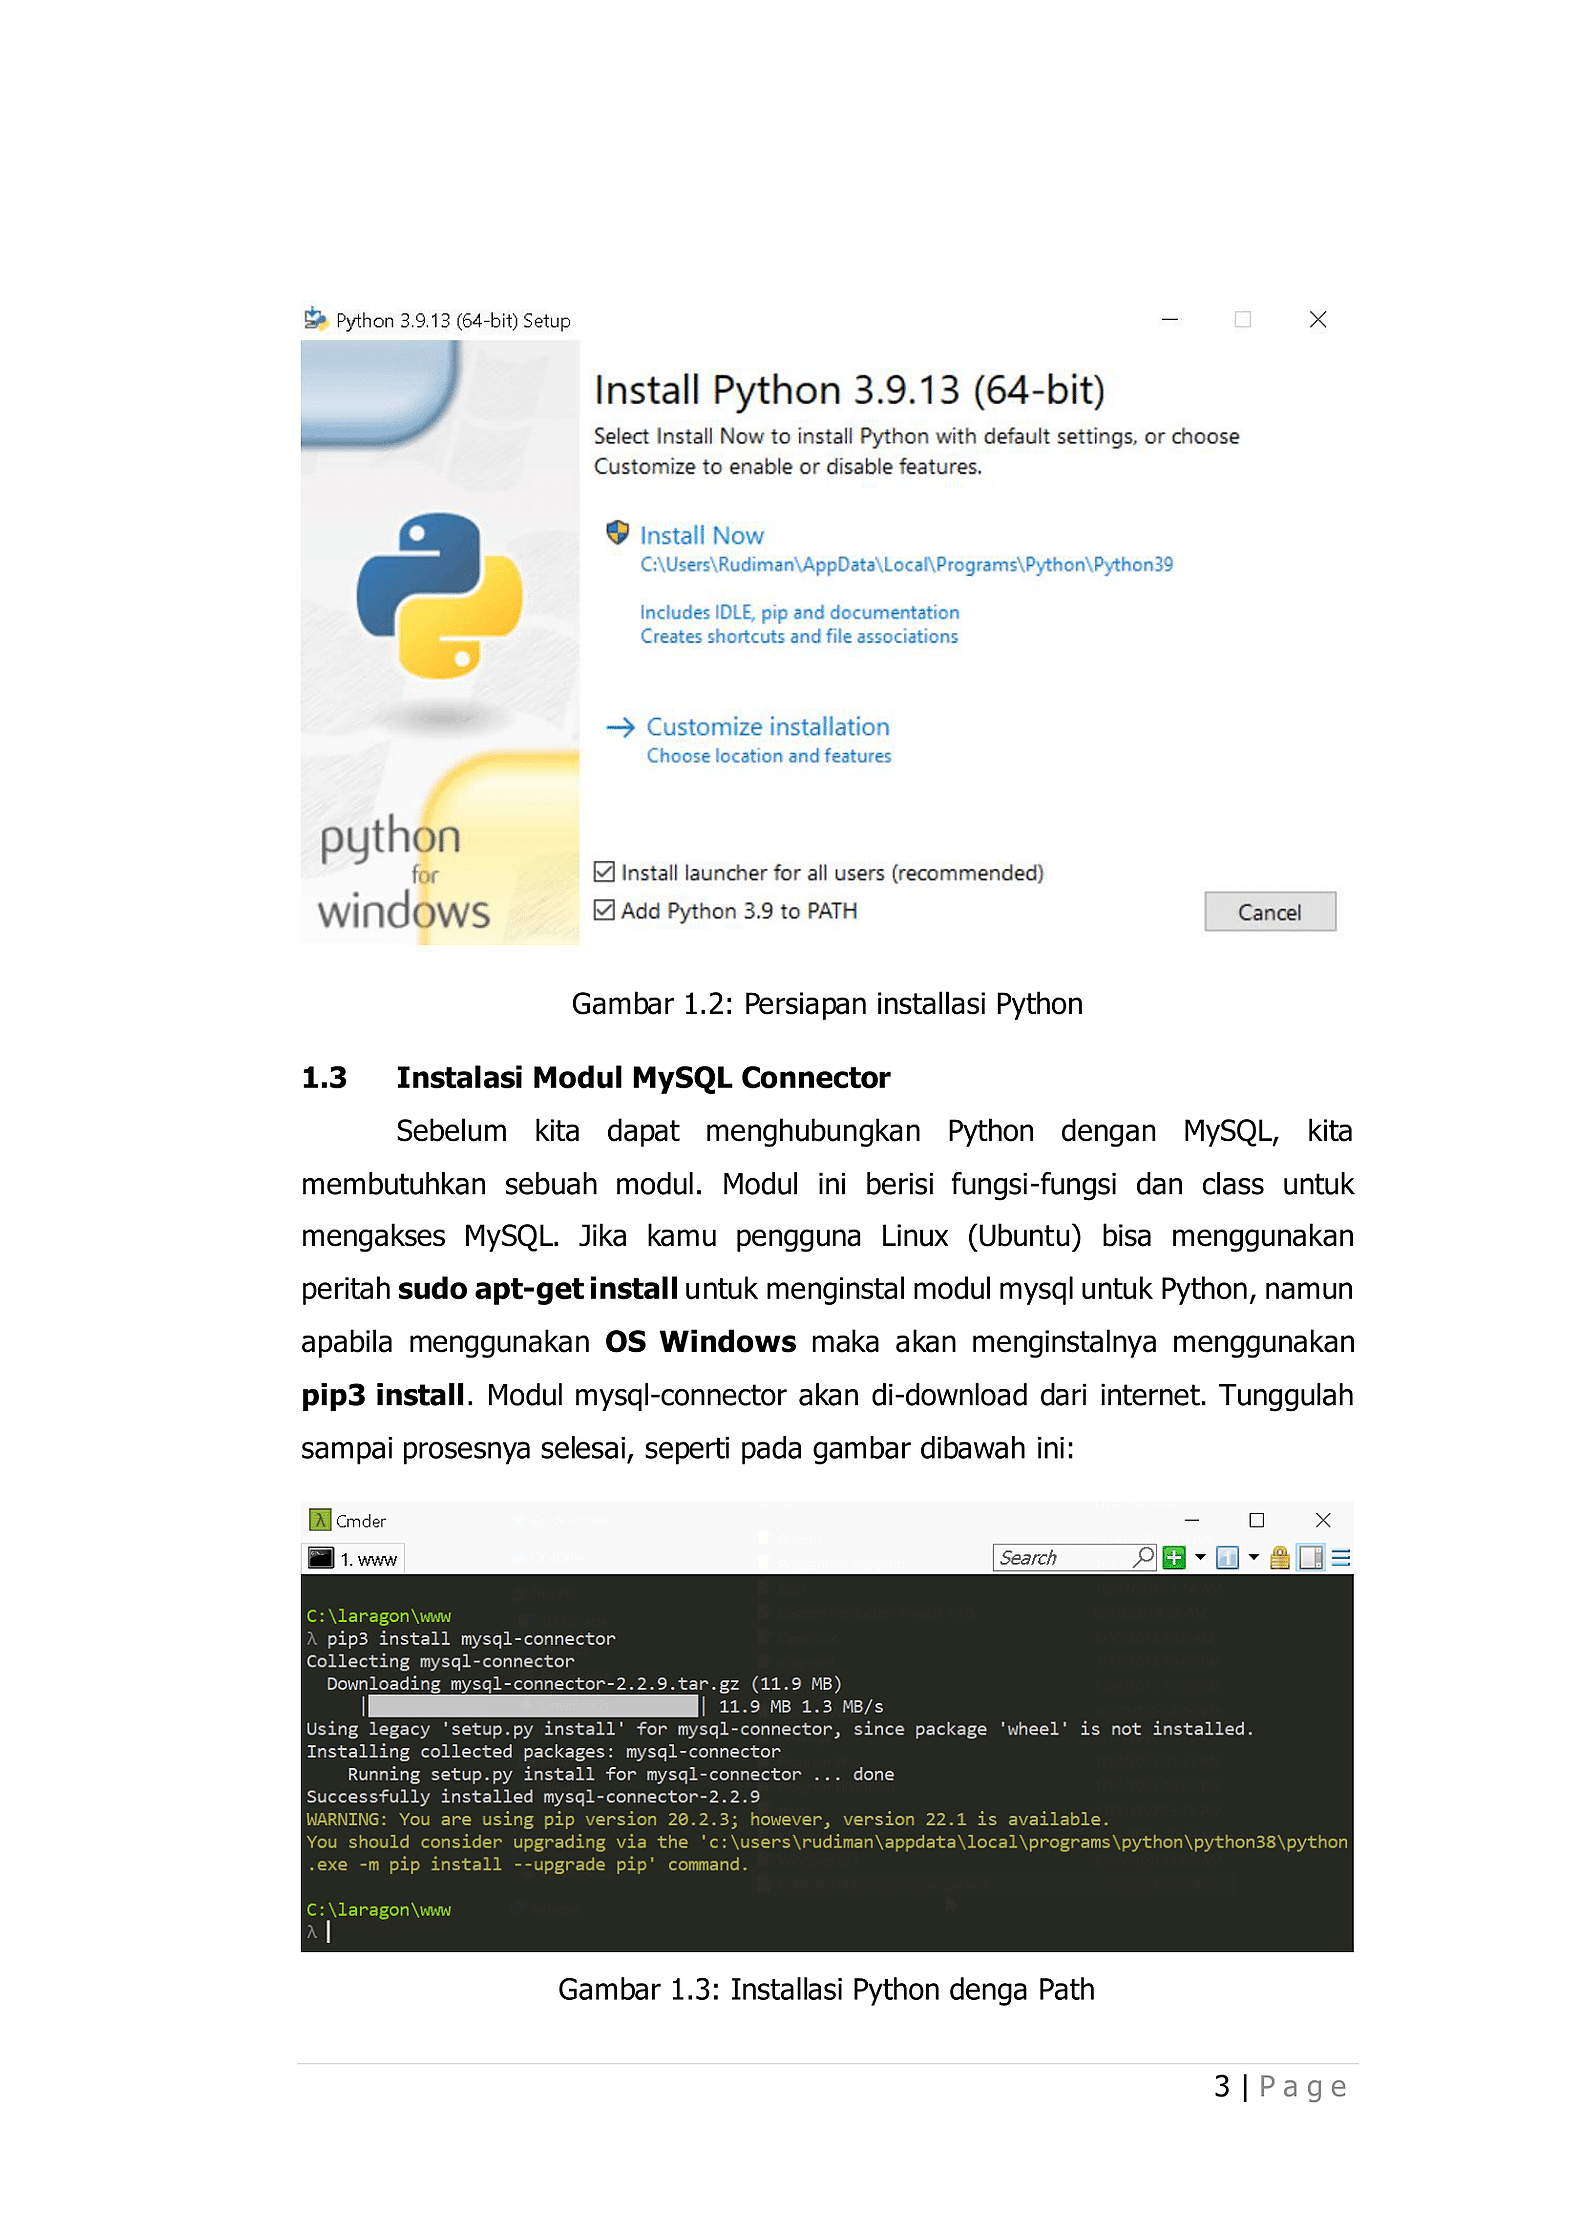 Python 3.9.13 (64-bit) Setup
Install Python 3.9.13 (64-bit)
Select Install Now to install Python with default settings, or choose
Customize to enable or disable features.
Install Now
C:\Users\Rudiman\AppData\Local\Programs\Python\Python39
Includes IDLE, pip and documentation
Creates shortcuts and file associations
Customize installation
Choose location and features
python
for
windows
Install launcher for all users (recommended)
Add Python 3.9 to PATH
Cancel
Gambar 1.2: Persiapan installasi Python
1.3 Instalasi Modul MySQL Connector
Sebelum kita dapat menghubungkan Python dengan MySQL, kita
membutuhkan sebuah modul. Modul ini berisi fungsi-fungsi dan class untuk
mengakses MySQL. Jika kamu pengguna Linux (Ubuntu) bisa menggunakan
peritah sudo apt-get install untuk menginstal modul mysql untuk Python, namun
apabila menggunakan OS Windows maka akan menginstalnya menggunakan
pip3 install. Modul mysql-connector akan di-download dari internet. Tunggulah
sampai prosesnya selesai, seperti pada gambar dibawah ini:
λ Cmder
1. www
Search
1
C:\laragon\www
λ pip3 install mysql-connector
Collecting mysql-connector
Downloading mysql-connector-2.2.9.tar.gz (11.9 MB)
| | 11.9 MB 1.3 MB/s
Using legacy 'setup.py install' for mysql-connector, since package 'wheel' is not installed.
Installing collected packages: mysql-connector
Running setup.py install for mysql-connector ... done
Successfully installed mysql-connector-2.2.9
WARNING: You are using pip version 20.2.3; however, version 22.1 is available.
You should consider upgrading via the 'c:\users\rudiman\appdata\local\programs\python\python38\python
.exe -m pip install --upgrade pip' command.
C:\laragon\www
λ
Gambar 1.3: Installasi Python denga Path
3 | P a g e